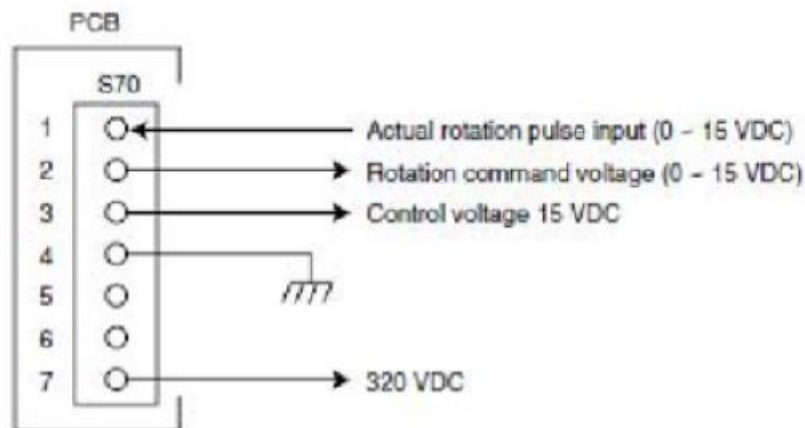 PCB
S70
1 Actual rotation pulse input (0 – 15 VDC)
2 Rotation command voltage (0 – 15 VDC)
3 Control voltage 15 VDC
4
5
6
7 320 VDC